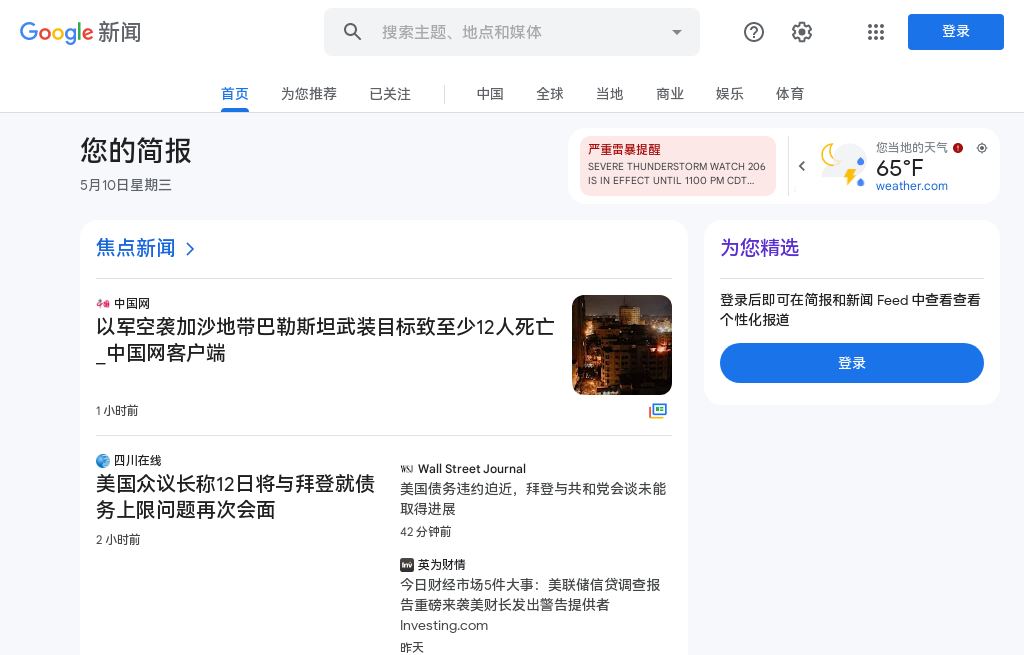 Google 新闻
搜索主题、地点和媒体
登录
首页
为您推荐
已关注
中国
全球
当地
商业
娱乐
体育
您的简报
5月10日星期三
严重雷暴提醒
SEVERE THUNDERSTORM WATCH 206
IS IN EFFECT UNTIL 1100 PM CDT…
您当地的天气
65°F
weather.com
焦点新闻
中国网
以军空袭加沙地带巴勒斯坦武装目标致至少12人死亡
_中国网客户端
1 小时前
四川在线
美国众议长称12日将与拜登就债
务上限问题再次会面
2 小时前
WSJ Wall Street Journal
美国债务违约迫近，拜登与共和党会谈未能
取得进展
42 分钟前
Inv 英为财情
今日财经市场5件大事：美联储信贷调查报
告重磅来袭美财长发出警告提供者
Investing.com
昨天
为您精选
登录后即可在简报和新闻 Feed 中查看查看
个性化报道
登录